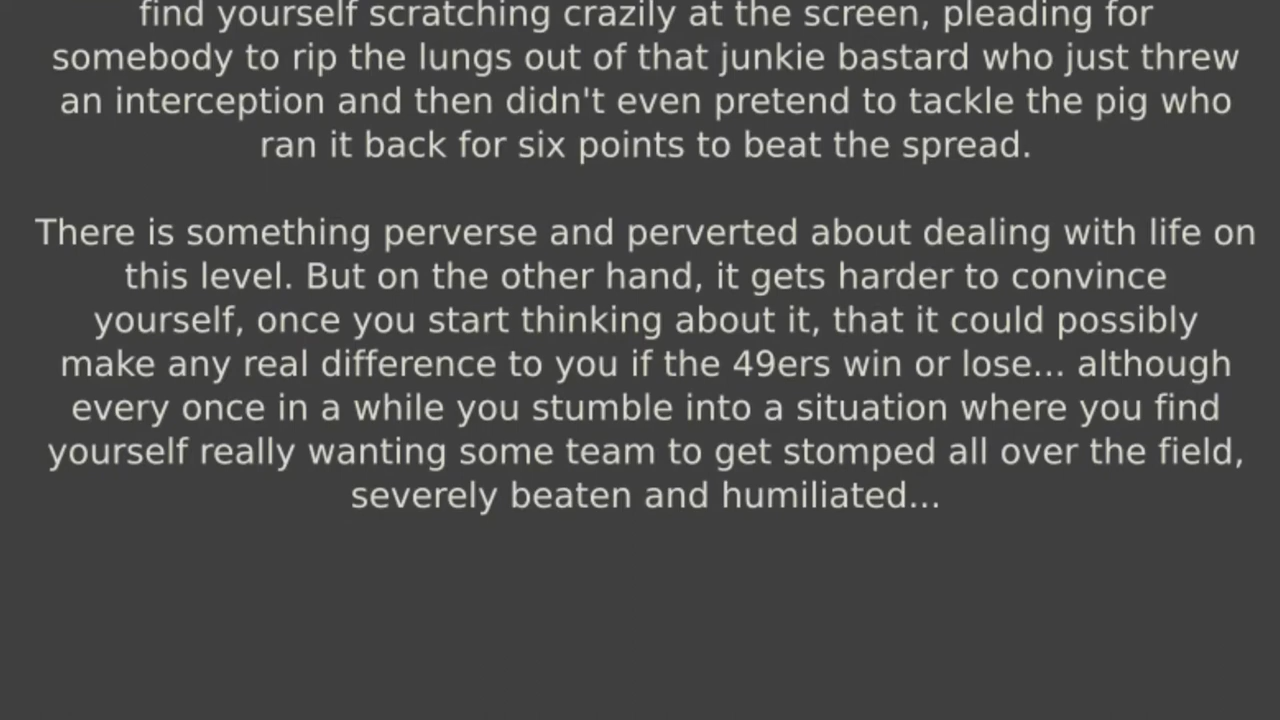 find yourself scratching crazily at the screen, pleading for
somebody to rip the lungs out of that junkie bastard who just threw
an interception and then didn't even pretend to tackle the pig who
ran it back for six points to beat the spread.
There is something perverse and perverted about dealing with life on
this level. But on the other hand, it gets harder to convince
yourself, once you start thinking about it, that it could possibly
make any real difference to you if the 49ers win or lose... although
every once in a while you stumble into a situation where you find
yourself really wanting some team to get stomped all over the field,
severely beaten and humiliated...